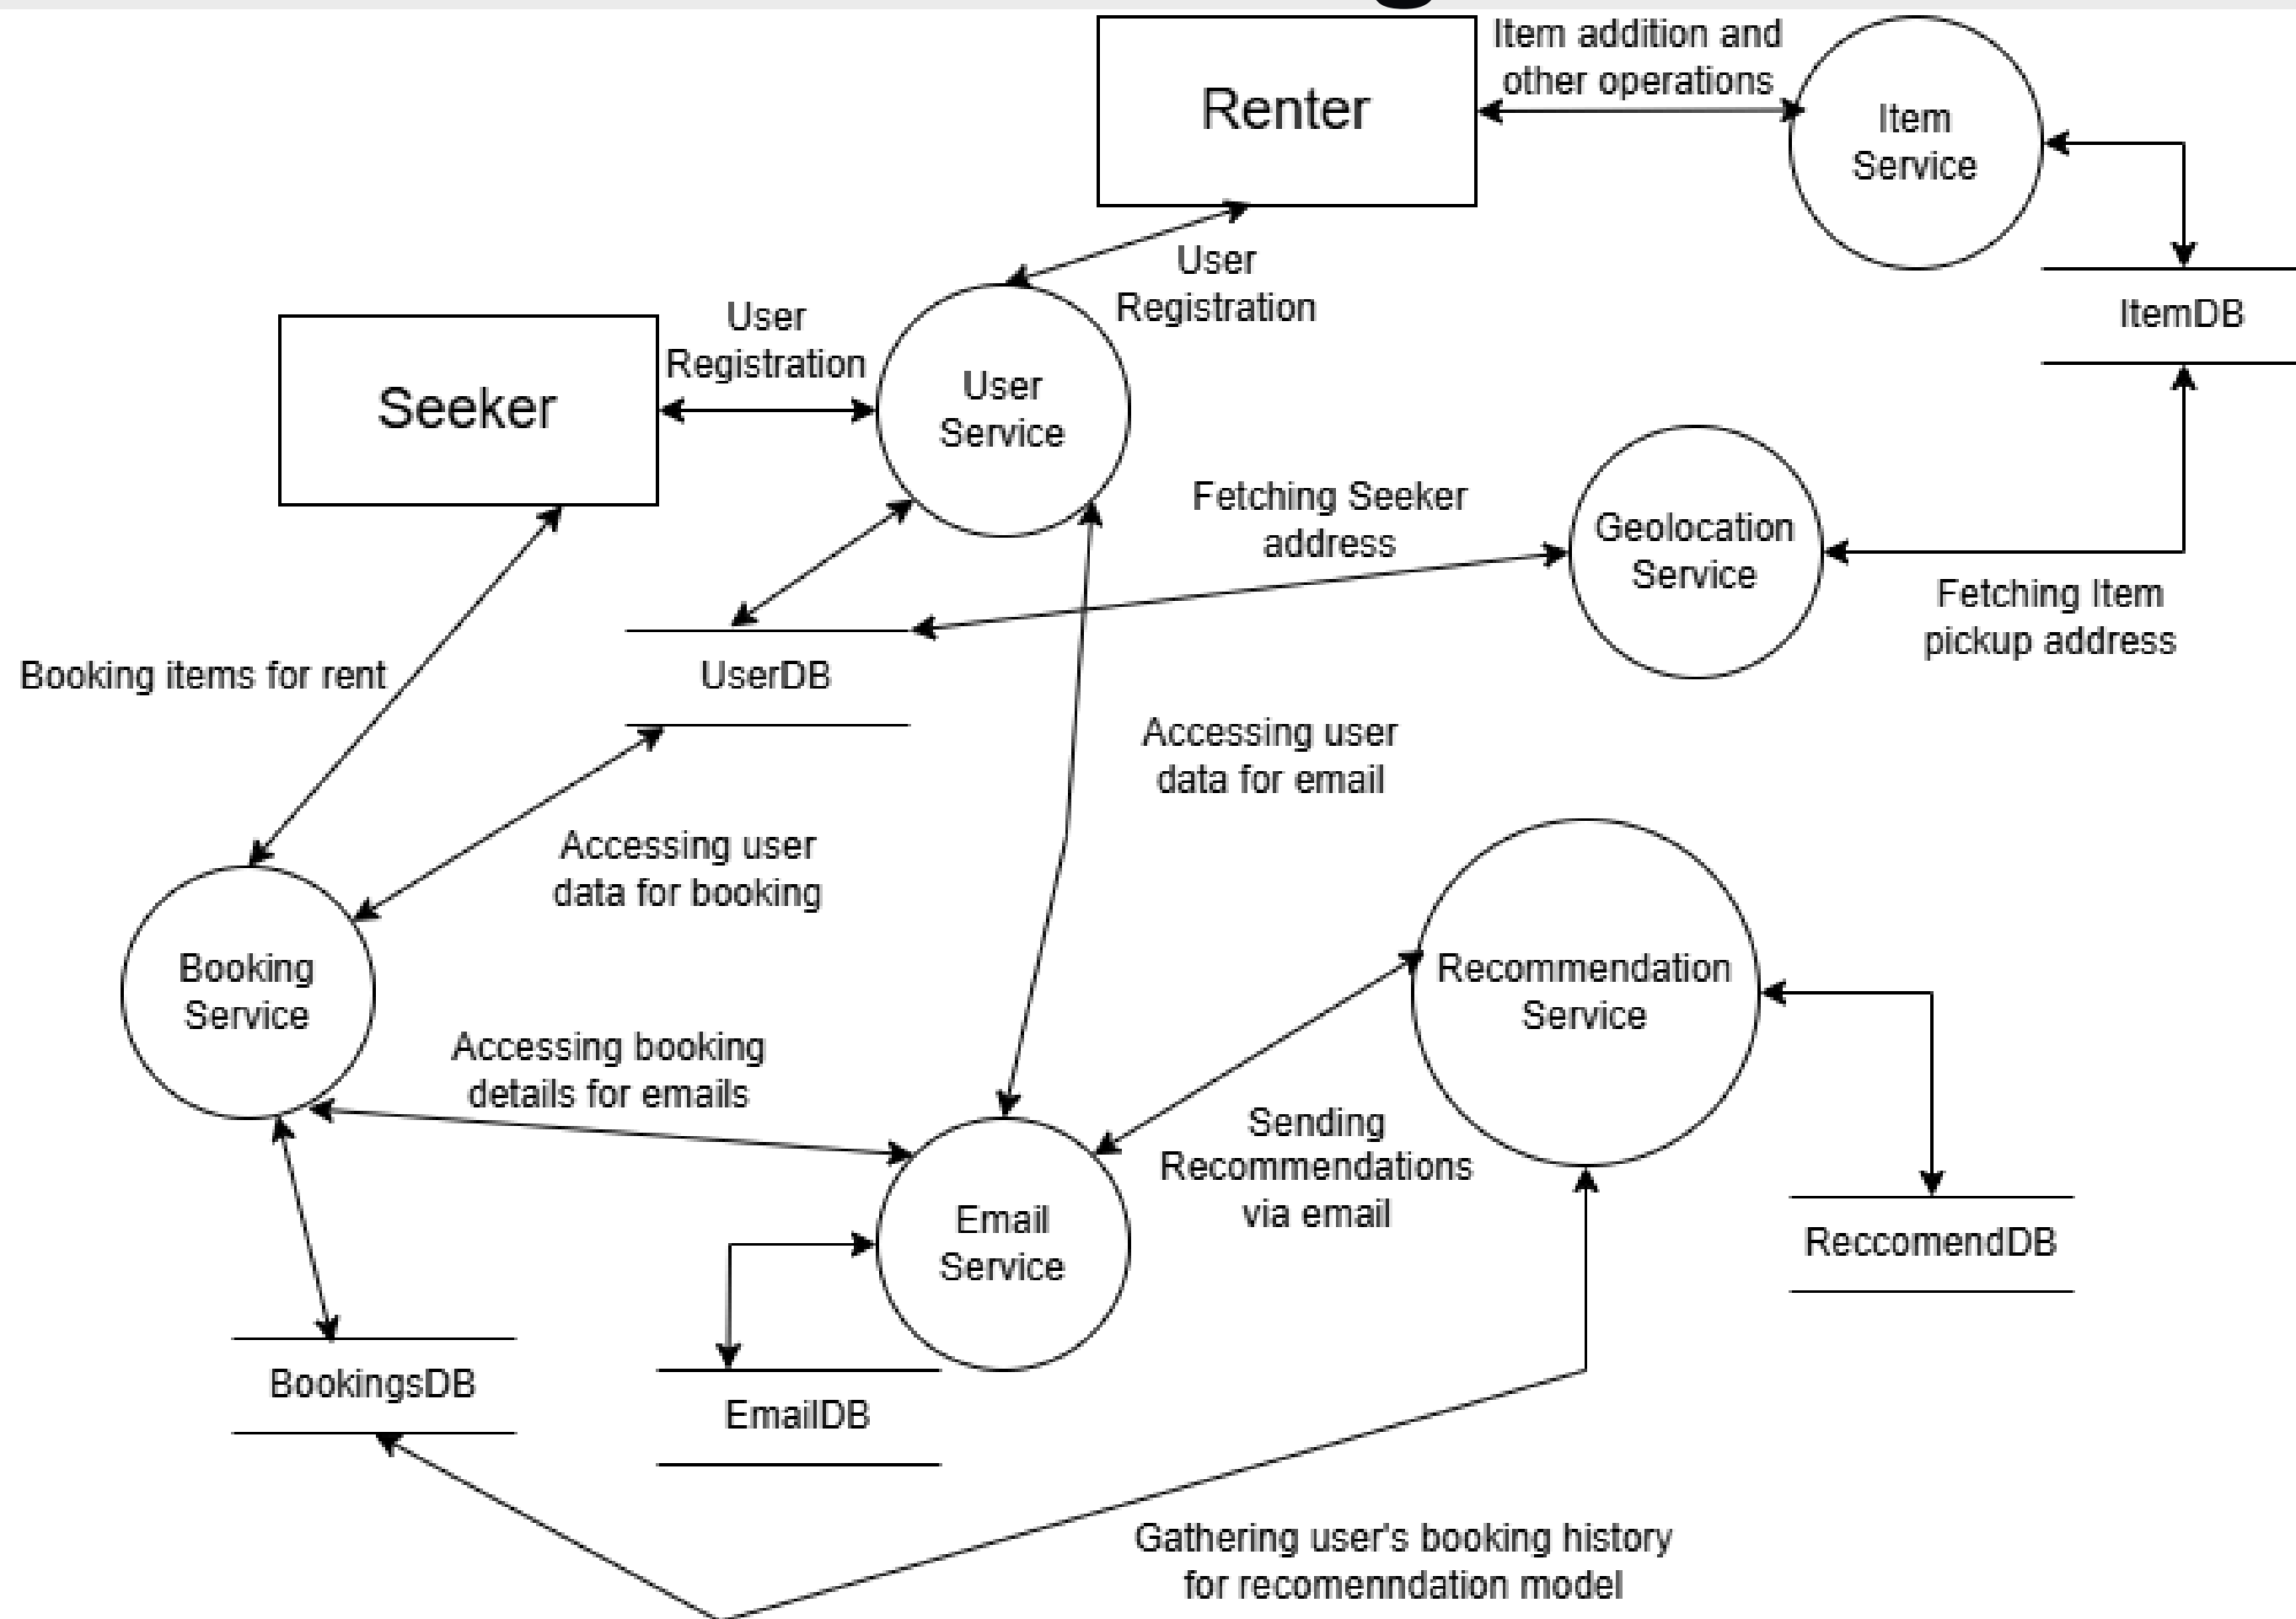 Renter
Item addition and
other operations
Item
Service
ItemDB
User
Registration
User
Registration
Seeker
User
Service
Fetching Seeker
address
Geolocation
Service
Fetching Item
pickup address
Booking items for rent
UserDB
Accessing user
data for email
Accessing user
data for booking
Booking
Service
Recommendation
Service
Accessing booking
details for emails
Sending
Recommendations
via email
Email
Service
ReccomendDB
BookingsDB
EmailDB
Gathering user's booking history
for recomenndation model